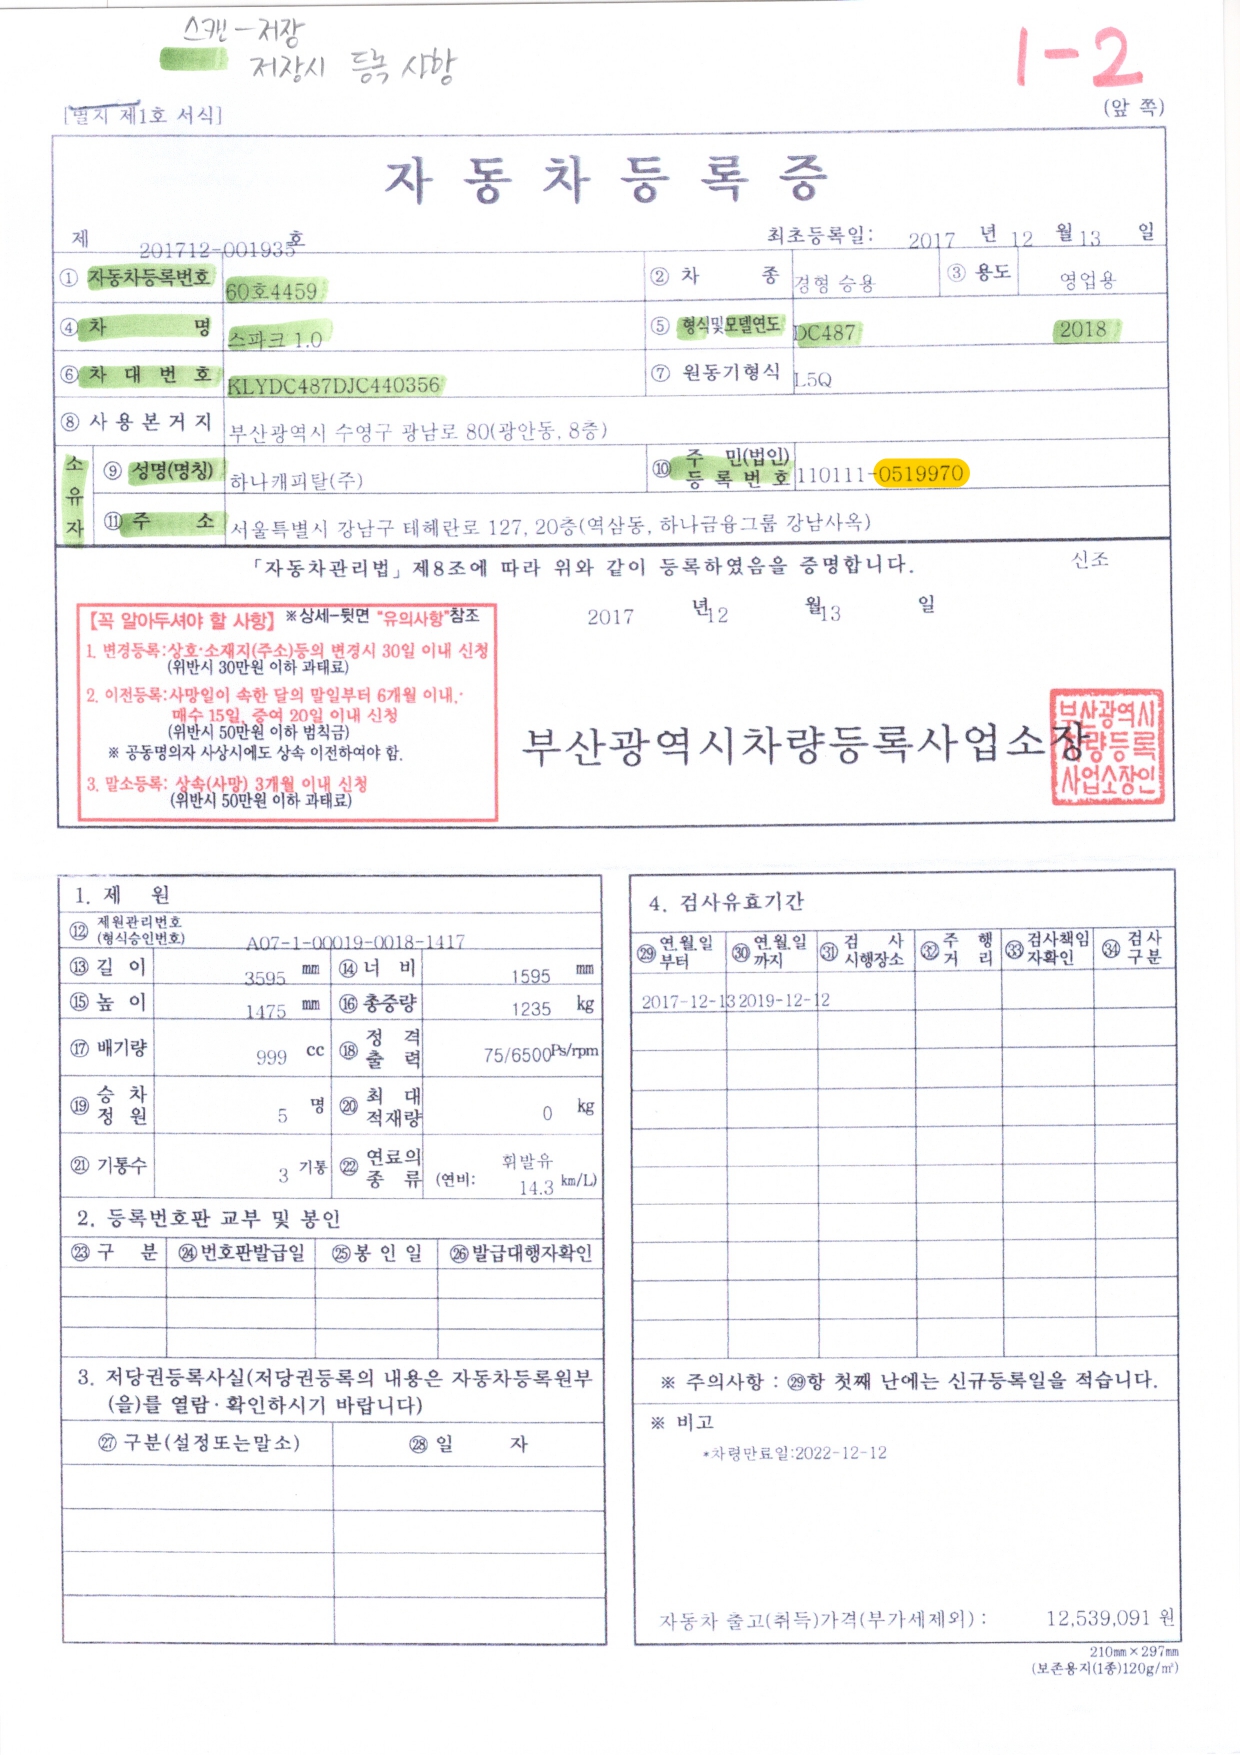 스캔-저장
저장시 등록 사항
1-2
[별지 제1호 서식]
(앞 쪽)
자동차등록증
제 201712-001935 호
최초등록일: 2017 년 12 월 13 일
① 자동차등록번호 60호4459 ② 차 종 경형 승용 ③ 용도 영업용
④ 차 명 스파크 1.0 ⑤ 형식및모델연도 DC487 2018
⑥ 차 대 번 호 KLYDC487DJC440356 ⑦ 원동기형식 L5Q
⑧ 사 용 본 거 지 부산광역시 수영구 광남로 80(광안동, 8층)
소유자 ⑨ 성명(명칭) 하나캐피탈(주) ⑩ 주 민(법인) 등 록 번 호 110111-0519970
⑪ 주 소 서울특별시 강남구 테헤란로 127, 20층(역삼동, 하나금융그룹 강남사옥)
「자동차관리법」 제8조에 따라 위와 같이 등록하였음을 증명합니다.
신조
2017 년 12 월 13 일
【꼭 알아두셔야 할 사항】 ※상세-뒷면 "유의사항"참조
1. 변경등록:상호·소재지(주소)등의 변경시 30일 이내 신청
(위반시 30만원 이하 과태료)
2. 이전등록:사망일이 속한 달의 말일부터 6개월 이내,
매수 15일, 증여 20일 이내 신청
(위반시 50만원 이하 범칙금)
※ 공동명의자 사상시에도 상속 이전하여야 함.
3. 말소등록: 상속(사망) 3개월 이내 신청
(위반시 50만원 이하 과태료)
부산광역시차량등록사업소장
부산광역시
차량등록
사업소장인
1. 제 원
⑫ 제원관리번호
(형식승인번호) A07-1-00019-0018-1417
⑬ 길 이 3595 mm ⑭ 너 비 1595 mm
⑮ 높 이 1475 mm ⑯ 총중량 1235 kg
⑰ 배기량 999 cc ⑱ 정 격 출 력 75/6500 Ps/rpm
⑲ 승 차 정 원 5 명 ⑳ 최 대 적재량 0 kg
㉑ 기통수 3 기통 ㉒ 연료의 종 류 휘발유
(연비: 14.3 km/L)
2. 등록번호판 교부 및 봉인
㉓ 구 분 ㉔ 번호판발급일 ㉕ 봉 인 일 ㉖ 발급대행자확인
3. 저당권등록사실(저당권등록의 내용은 자동차등록원부
(을)를 열람·확인하시기 바랍니다)
㉗ 구분(설정또는말소) ㉘ 일 자
4. 검사유효기간
㉙ 연.월.일 부터 ㉚ 연.월.일 까지 ㉛ 검 사 시행장소 ㉜ 주 행 거 리 ㉝ 검사책임 자확인 ㉞ 검사 구분
2017-12-13 2019-12-12
※ 주의사항 : ㉙항 첫째 난에는 신규등록일을 적습니다.
※ 비고
*차령만료일:2022-12-12
자동차 출고(취득)가격(부가세제외) : 12,539,091 원
210㎜×297㎜
(보존용지(1종)120g/㎡)